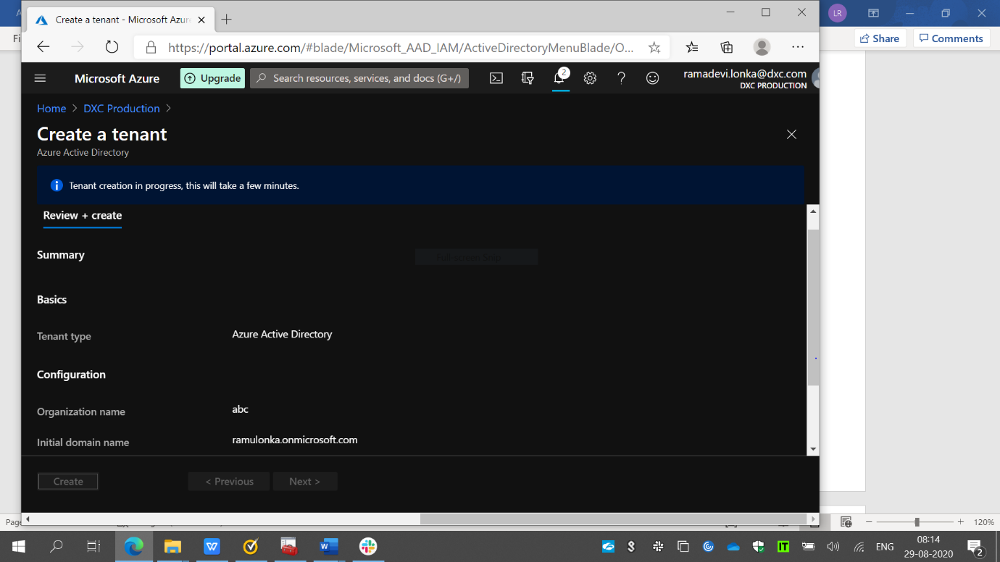 Create a tenant - Microsoft Azur
LR
Fi
Share
Comments
https://portal.azure.com/#blade/Microsoft_AAD_IAM/ActiveDirectoryMenuBlade/O...
Microsoft Azure
Upgrade
Search resources, services, and docs (G+/)
2
ramadevi.lonka@dxc.com
DXC PRODUCTION
Home > DXC Production >
Create a tenant
Azure Active Directory
Tenant creation in progress, this will take a few minutes.
Review + create
Summary
Full-screen Snip
Basics
Tenant type
Azure Active Directory
Configuration
Organization name
abc
Initial domain name
ramulonka.onmicrosoft.com
Create
< Previous
Next >
Page
120%
ENG
08:14
29-08-2020
2